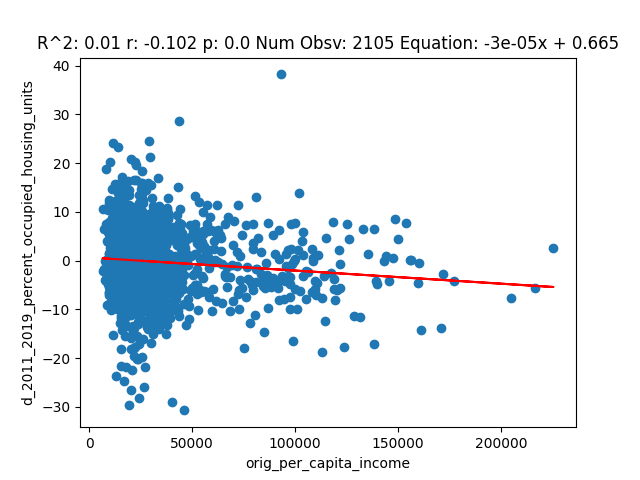 R^2: 0.01 r: -0.102 p: 0.0 Num Obsv: 2105 Equation: -3e-05x + 0.665
d_2011_2019_percent_occupied_housing_units
40
30
20
10
0
−10
−20
−30
0 50000 100000 150000 200000
orig_per_capita_income